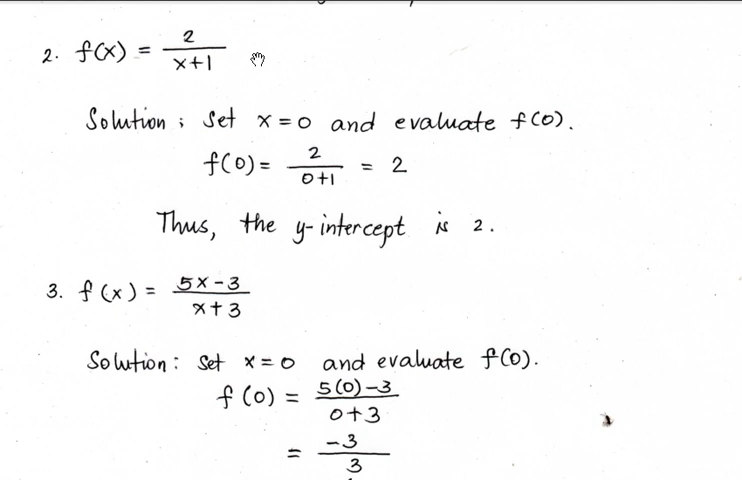 2. f(x) = 2/(x+1)
Solution: Set x = 0 and evaluate f(0).
f(0) = 2/(0+1) = 2
Thus, the y-intercept is 2.
3. f(x) = (5x-3)/(x+3)
Solution: Set x = 0 and evaluate f(0).
f(0) = (5(0)-3)/(0+3)
= -3/3